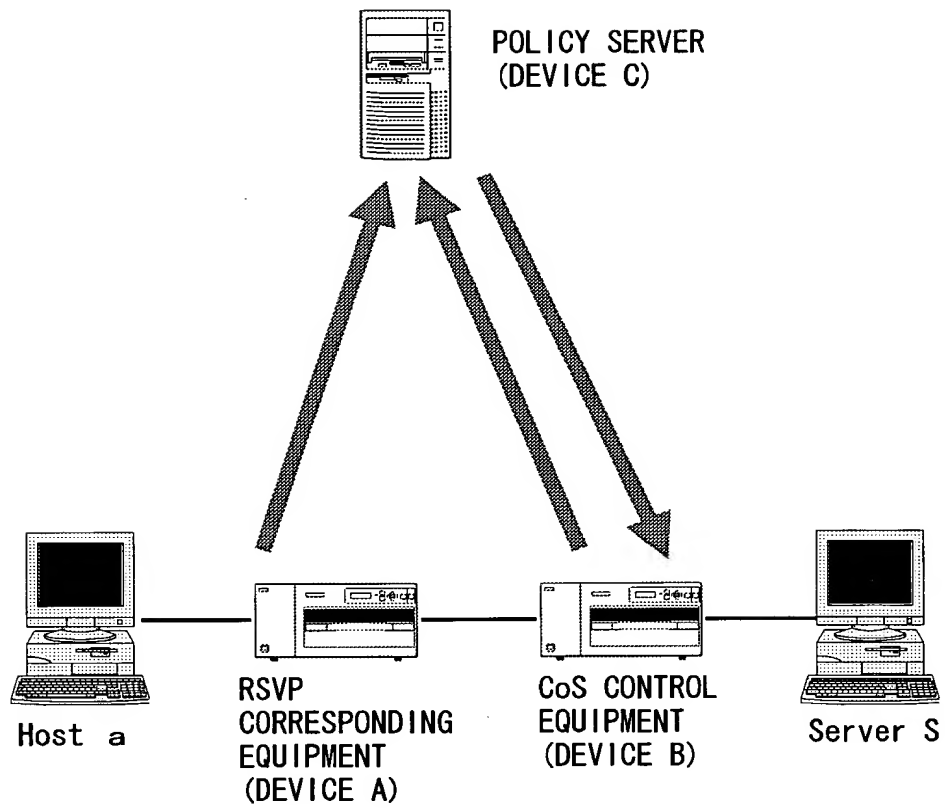 POLICY SERVER
(DEVICE C)
Host a
RSVP
CORRESPONDING
EQUIPMENT
(DEVICE A)
CoS CONTROL
EQUIPMENT
(DEVICE B)
Server S